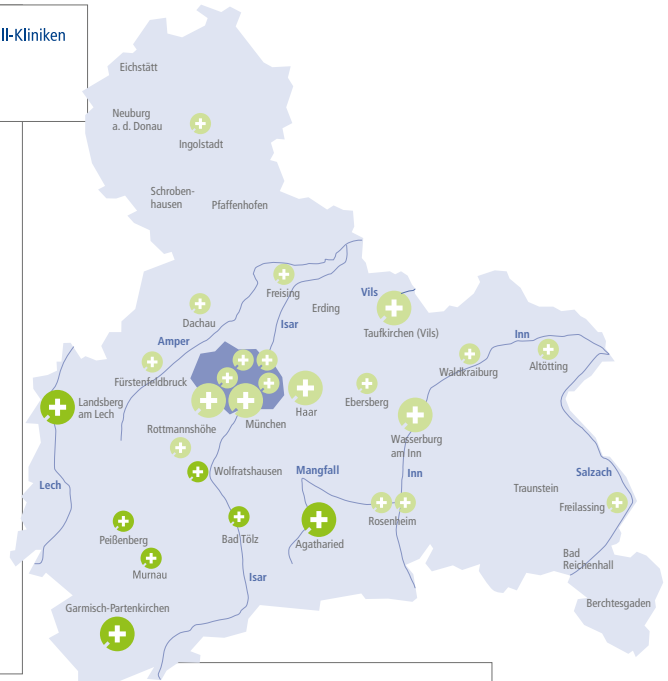 ll-Kliniken
Eichstätt
Neuburg
a. d. Donau
Ingolstadt
Schroben-
hausen
Pfaffenhofen
Freising
Erding
Vils
Dachau
Isar
Taufkirchen (Vils)
Amper
Inn
Fürstenfeldbruck
Waldkraiburg
Altötting
Landsberg
am Lech
Ebersberg
Haar
München
Rottmannshöhe
Wasserburg
am Inn
Wolfratshausen
Mangfall
Inn
Salzach
Lech
Traunstein
Freilassing
Rosenheim
Peißenberg
Bad Tölz
Agatharied
Bad
Reichenhall
Murnau
Isar
Berchtesgaden
Garmisch-Partenkirchen